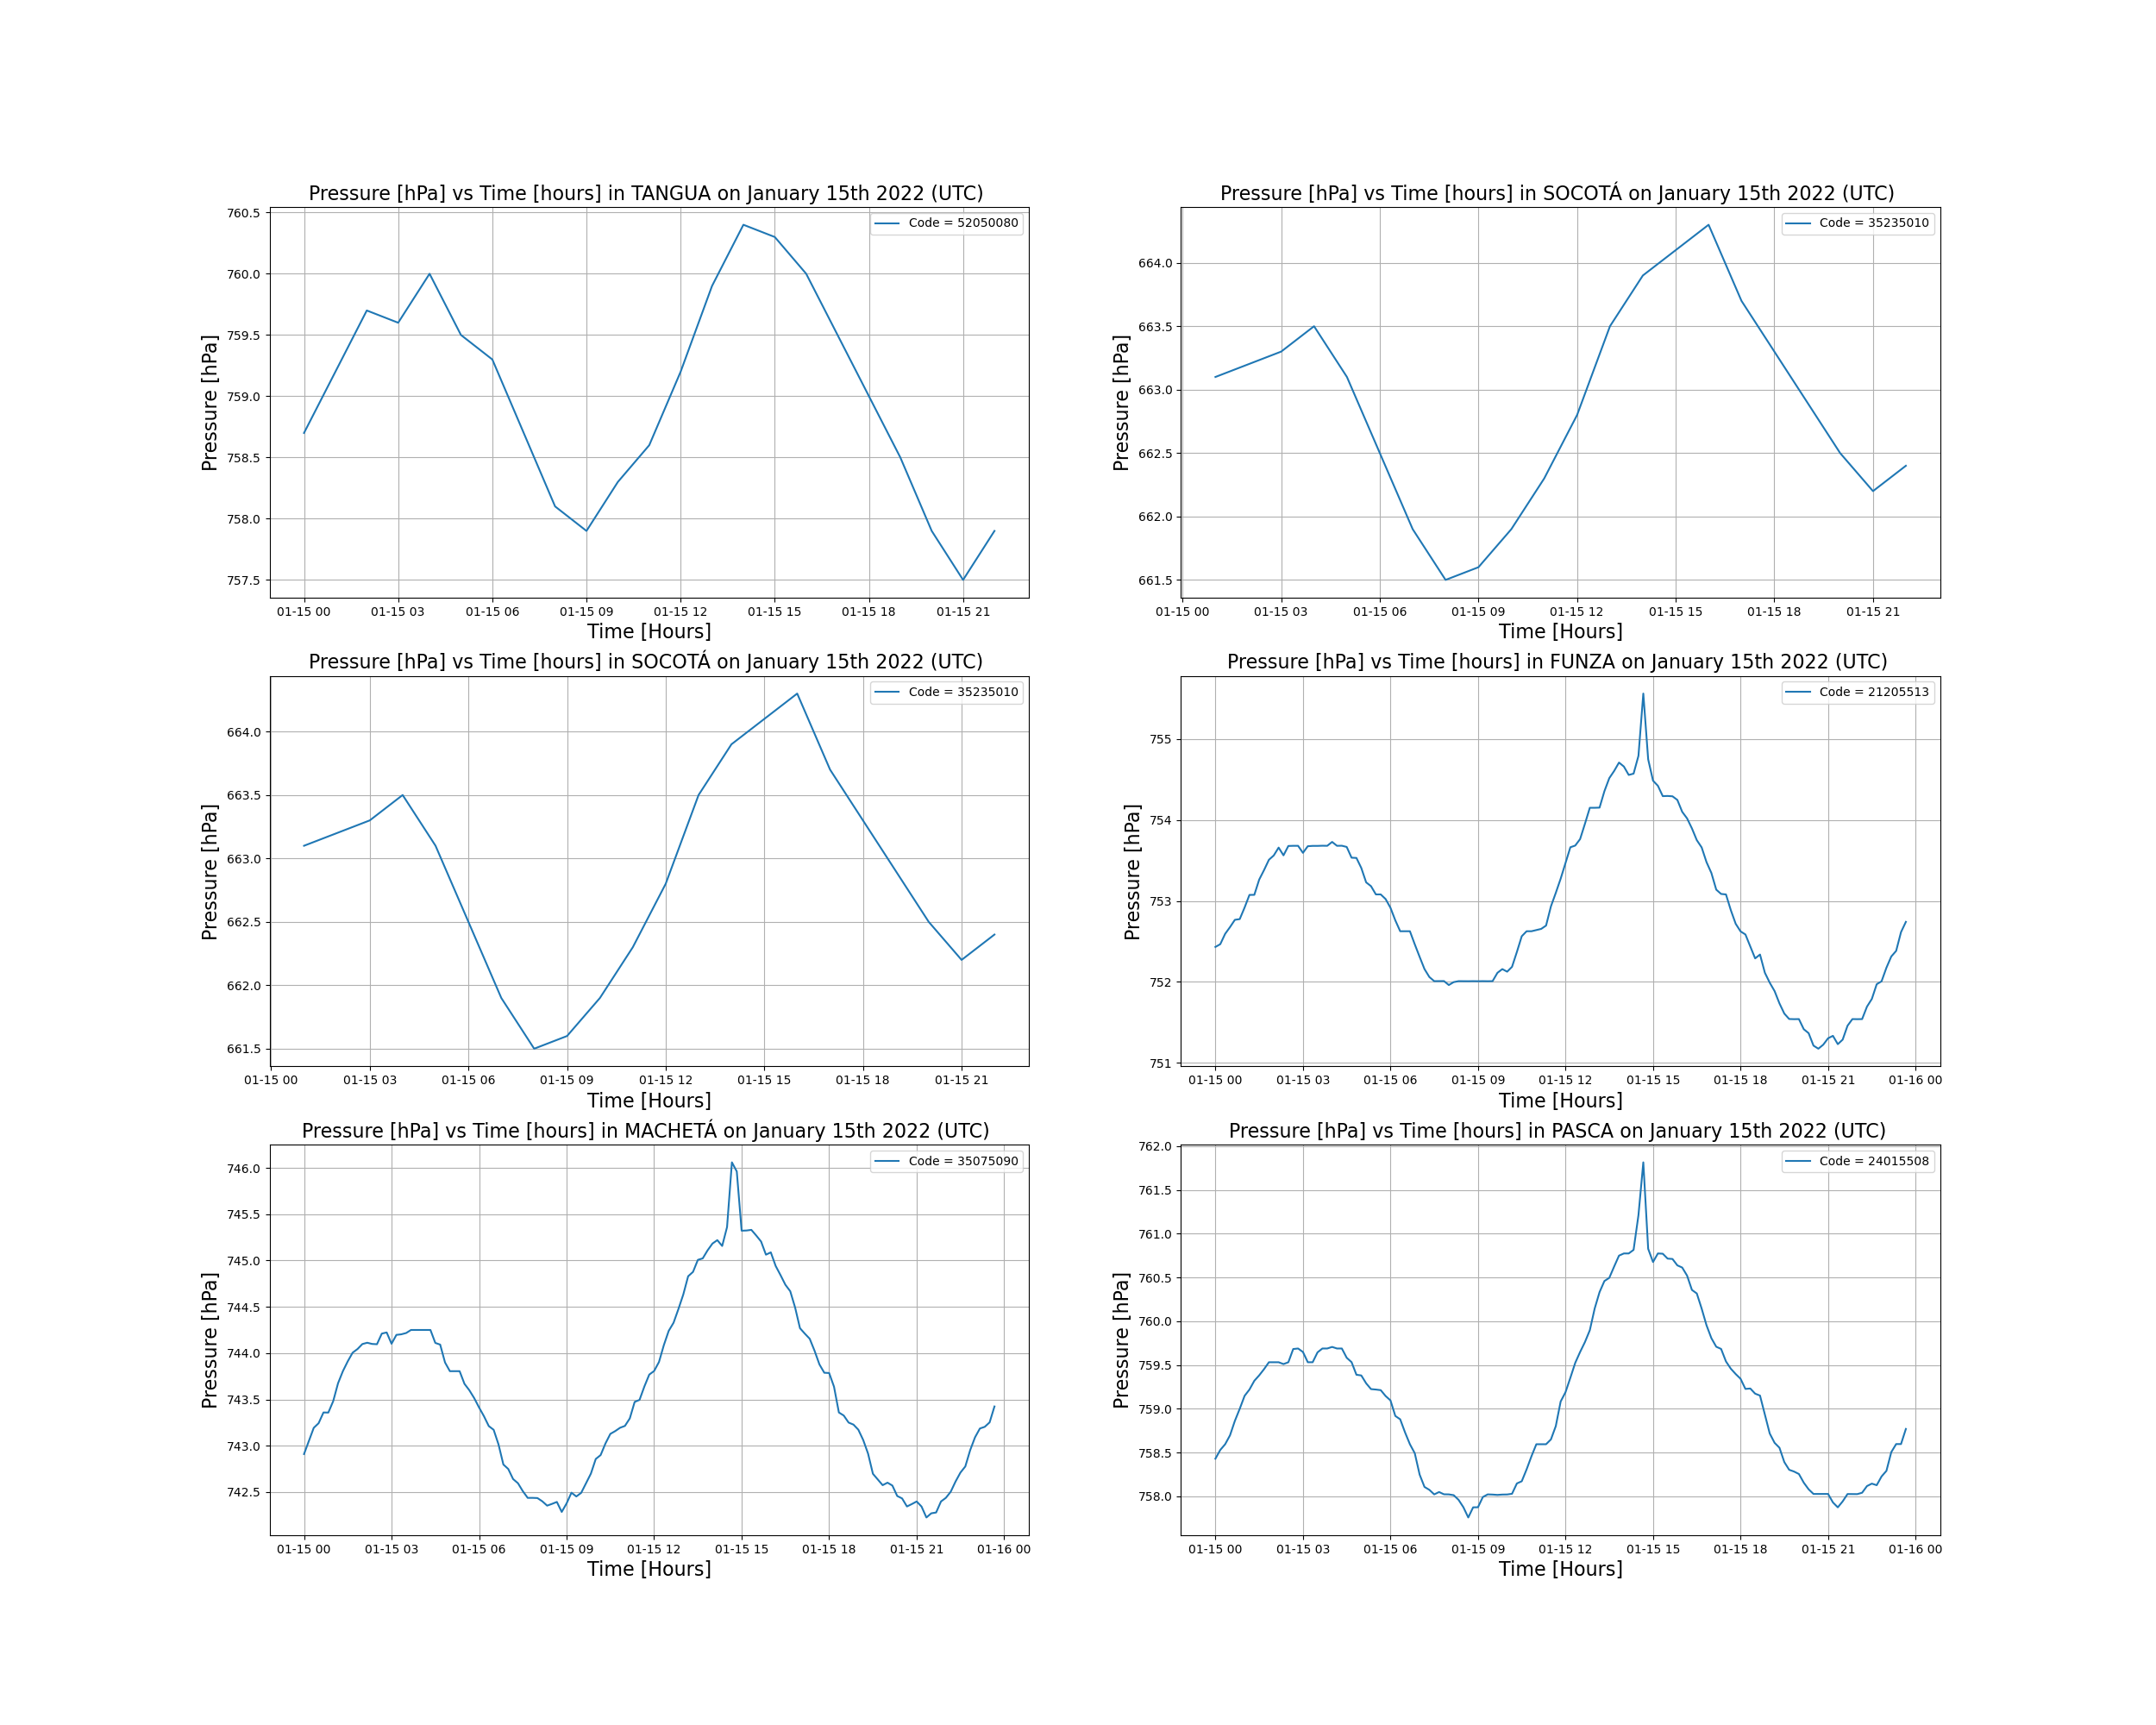 Pressure [hPa] vs Time [hours] in TANGUA on January 15th 2022 (UTC)
Code = 52050080
Pressure [hPa]
760.5
760.0
759.5
759.0
758.5
758.0
757.5
01-15 00 01-15 03 01-15 06 01-15 09 01-15 12 01-15 15 01-15 18 01-15 21
Time [Hours]
Pressure [hPa] vs Time [hours] in SOCOTÁ on January 15th 2022 (UTC)
Code = 35235010
Pressure [hPa]
664.0
663.5
663.0
662.5
662.0
661.5
01-15 00 01-15 03 01-15 06 01-15 09 01-15 12 01-15 15 01-15 18 01-15 21
Time [Hours]
Pressure [hPa] vs Time [hours] in SOCOTÁ on January 15th 2022 (UTC)
Code = 35235010
Pressure [hPa]
664.0
663.5
663.0
662.5
662.0
661.5
01-15 00 01-15 03 01-15 06 01-15 09 01-15 12 01-15 15 01-15 18 01-15 21
Time [Hours]
Pressure [hPa] vs Time [hours] in FUNZA on January 15th 2022 (UTC)
Code = 21205513
Pressure [hPa]
755
754
753
752
751
01-15 00 01-15 03 01-15 06 01-15 09 01-15 12 01-15 15 01-15 18 01-15 21 01-16 00
Time [Hours]
Pressure [hPa] vs Time [hours] in MACHETÁ on January 15th 2022 (UTC)
Code = 35075090
Pressure [hPa]
746.0
745.5
745.0
744.5
744.0
743.5
743.0
742.5
01-15 00 01-15 03 01-15 06 01-15 09 01-15 12 01-15 15 01-15 18 01-15 21 01-16 00
Time [Hours]
Pressure [hPa] vs Time [hours] in PASCA on January 15th 2022 (UTC)
Code = 24015508
Pressure [hPa]
762.0
761.5
761.0
760.5
760.0
759.5
759.0
758.5
758.0
01-15 00 01-15 03 01-15 06 01-15 09 01-15 12 01-15 15 01-15 18 01-15 21 01-16 00
Time [Hours]